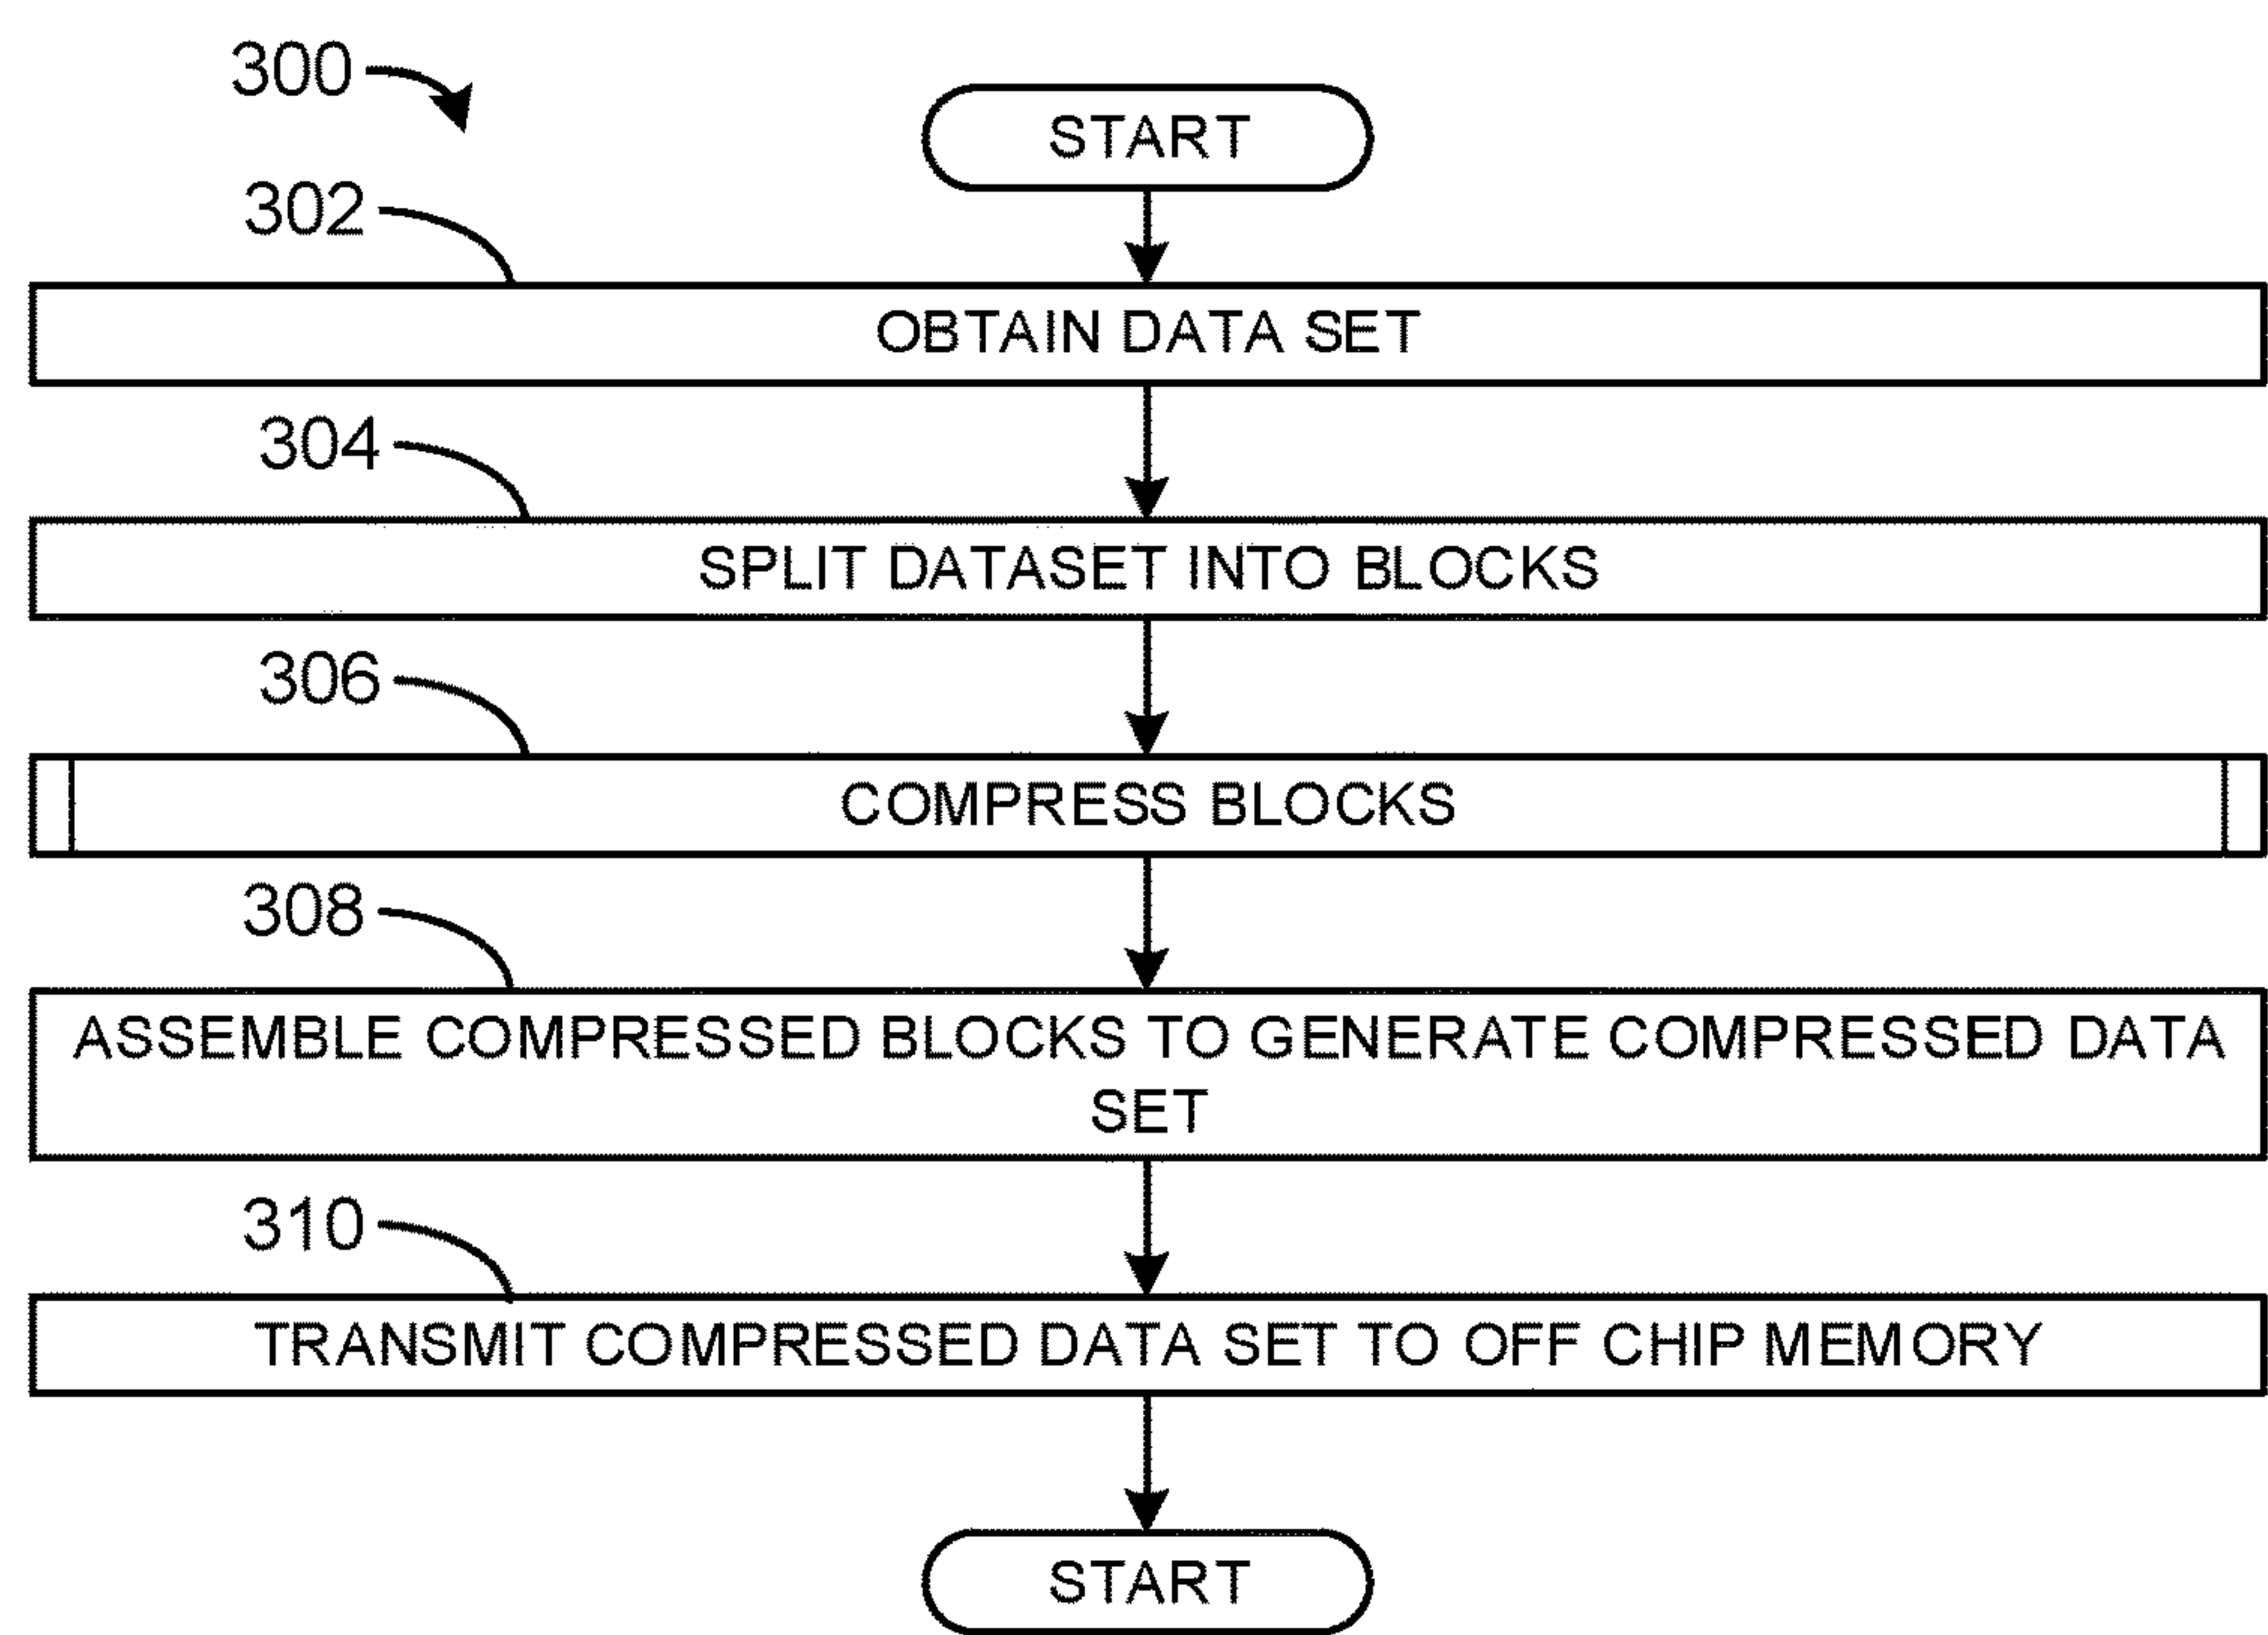 300
START
302
OBTAIN DATA SET
304
SPLIT DATASET INTO BLOCKS
306
COMPRESS BLOCKS
308
ASSEMBLE COMPRESSED BLOCKS TO GENERATE COMPRESSED DATA
SET
310
TRANSMIT COMPRESSED DATA SET TO OFF CHIP MEMORY
START